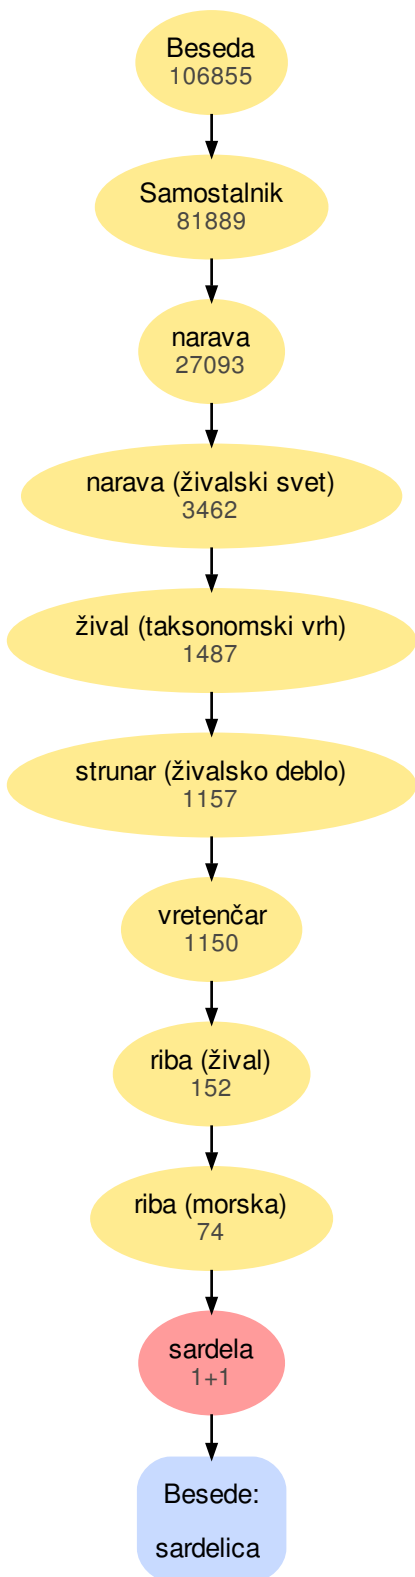 Beseda
106855
Samostalnik
81889
narava
27093
narava (živalski svet)
3462
žival (taksonomski vrh)
1487
strunar (živalsko deblo)
1157
vretenčar
1150
riba (žival)
152
riba (morska)
74
sardela
1+1
Besede:
sardelica